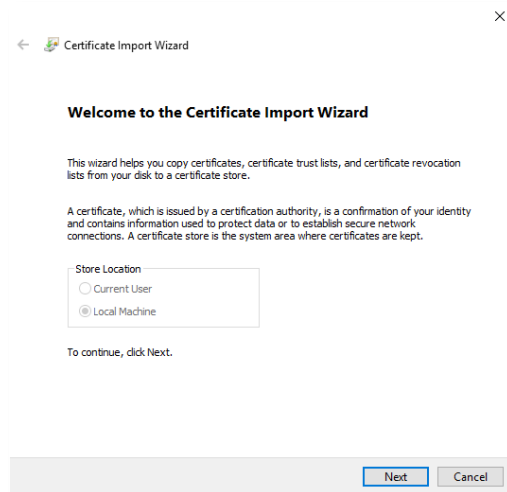 Certificate Import Wizard
Welcome to the Certificate Import Wizard
This wizard helps you copy certificates, certificate trust lists, and certificate revocation
lists from your disk to a certificate store.
A certificate, which is issued by a certification authority, is a confirmation of your identity
and contains information used to protect data or to establish secure network
connections. A certificate store is the system area where certificates are kept.
Store Location
Current User
Local Machine
To continue, click Next.
Next Cancel